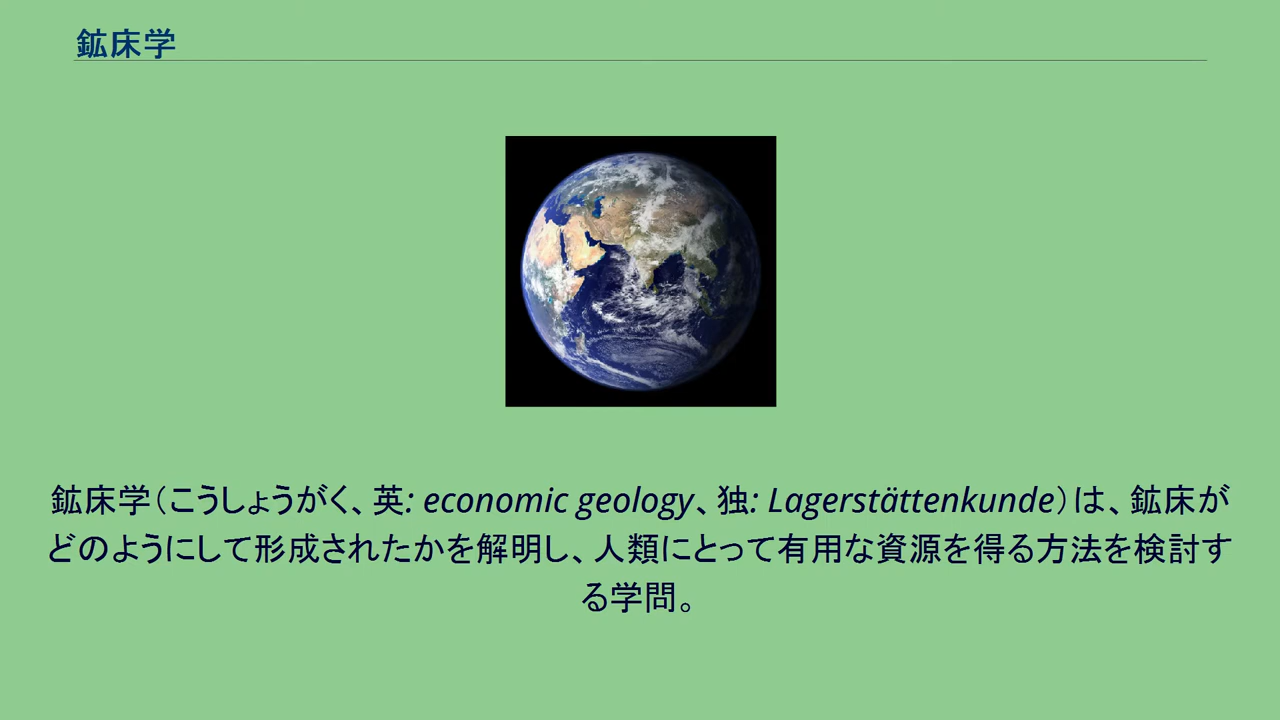 鉱床学
鉱床学（こうしょうがく、英: economic geology、独: Lagerstättenkunde）は、鉱床が
どのようにして形成されたかを解明し、人類にとって有用な資源を得る方法を検討す
る学問。